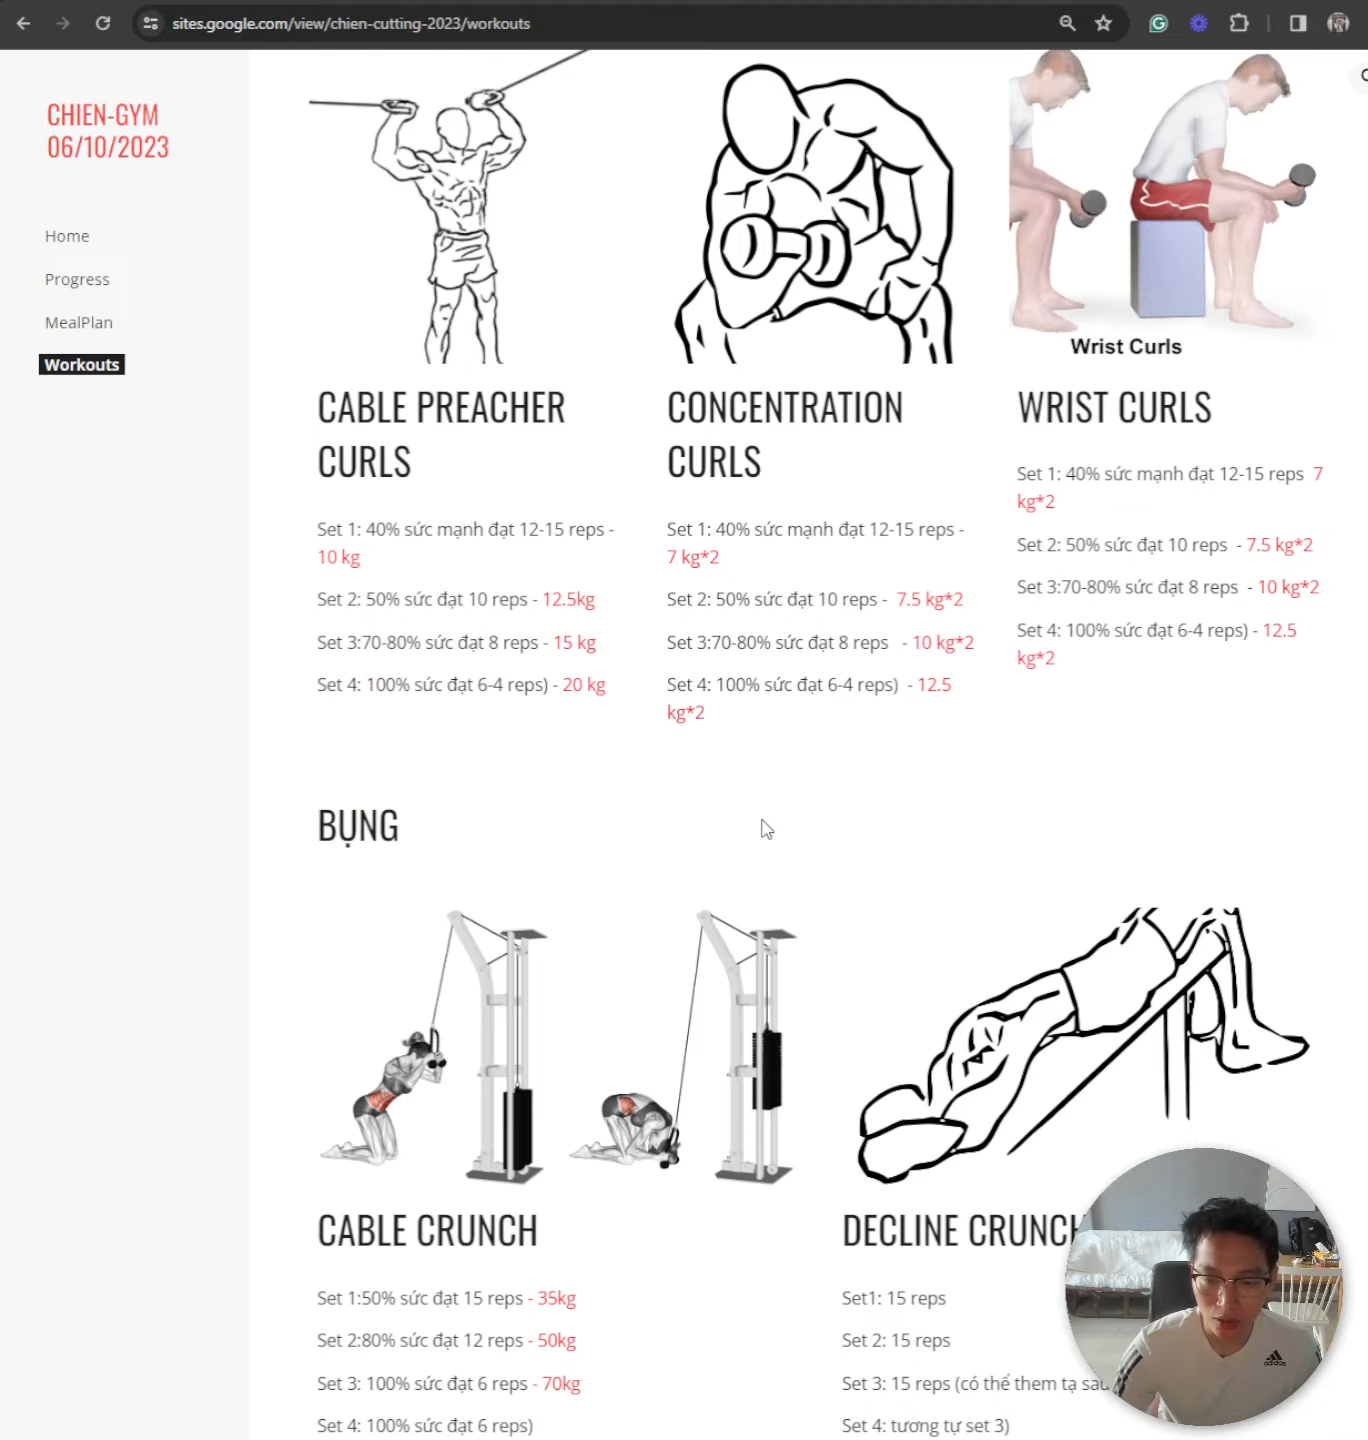 sites.google.com/view/chien-cutting-2023/workouts
CHIEN-GYM
06/10/2023
Home
Progress
MealPlan
Workouts
Wrist Curls
CABLE PREACHER
CURLS
Set 1: 40% sức mạnh đạt 12-15 reps -
10 kg
Set 2: 50% sức đạt 10 reps - 12.5kg
Set 3:70-80% sức đạt 8 reps - 15 kg
Set 4: 100% sức đạt 6-4 reps) - 20 kg
CONCENTRATION
CURLS
Set 1: 40% sức mạnh đạt 12-15 reps -
7 kg*2
Set 2: 50% sức đạt 10 reps - 7.5 kg*2
Set 3:70-80% sức đạt 8 reps - 10 kg*2
Set 4: 100% sức đạt 6-4 reps) - 12.5
kg*2
WRIST CURLS
Set 1: 40% sức mạnh đạt 12-15 reps 7
kg*2
Set 2: 50% sức đạt 10 reps - 7.5 kg*2
Set 3:70-80% sức đạt 8 reps - 10 kg*2
Set 4: 100% sức đạt 6-4 reps) - 12.5
kg*2
BỤNG
CABLE CRUNCH
Set 1:50% sức đạt 15 reps - 35kg
Set 2:80% sức đạt 12 reps - 50kg
Set 3: 100% sức đạt 6 reps - 70kg
Set 4: 100% sức đạt 6 reps)
DECLINE CRUNCH
Set1: 15 reps
Set 2: 15 reps
Set 3: 15 reps (có thể them tạ
Set 4: tương tự set 3)
adidas